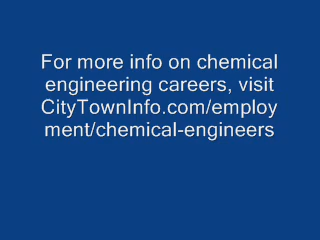 For more info on chemical
engineering careers, visit
CityTownInfo.com/employ
ment/chemical-engineers